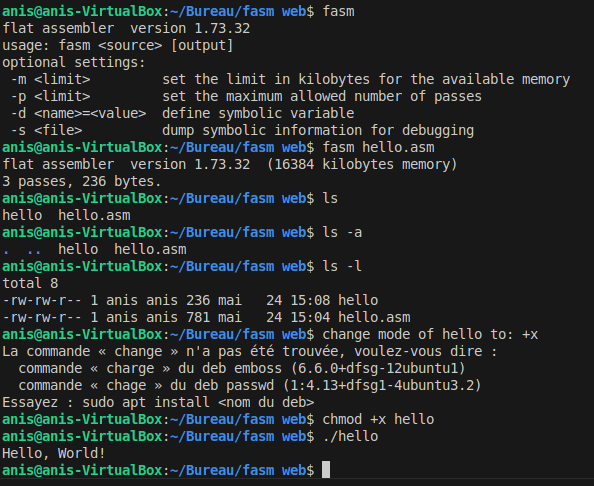 anis@anis-VirtualBox:~/Bureau/fasm web$ fasm
flat assembler  version 1.73.32
usage: fasm <source> [output]
optional settings:
 -m <limit>         set the limit in kilobytes for the available memory
 -p <limit>         set the maximum allowed number of passes
 -d <name>=<value>  define symbolic variable
 -s <file>          dump symbolic information for debugging
anis@anis-VirtualBox:~/Bureau/fasm web$ fasm hello.asm
flat assembler  version 1.73.32  (16384 kilobytes memory)
3 passes, 236 bytes.
anis@anis-VirtualBox:~/Bureau/fasm web$ ls
hello  hello.asm
anis@anis-VirtualBox:~/Bureau/fasm web$ ls -a
.  ..  hello  hello.asm
anis@anis-VirtualBox:~/Bureau/fasm web$ ls -l
total 8
-rw-rw-r-- 1 anis anis 236 mai   24 15:08 hello
-rw-rw-r-- 1 anis anis 781 mai   24 15:04 hello.asm
anis@anis-VirtualBox:~/Bureau/fasm web$ change mode of hello to: +x
La commande « change » n'a pas été trouvée, voulez-vous dire :
  commande « charge » du deb emboss (6.6.0+dfsg-12ubuntu1)
  commande « chage » du deb passwd (1:4.13+dfsg1-4ubuntu3.2)
Essayez : sudo apt install <nom du deb>
anis@anis-VirtualBox:~/Bureau/fasm web$ chmod +x hello
anis@anis-VirtualBox:~/Bureau/fasm web$ ./hello
Hello, World!
anis@anis-VirtualBox:~/Bureau/fasm web$